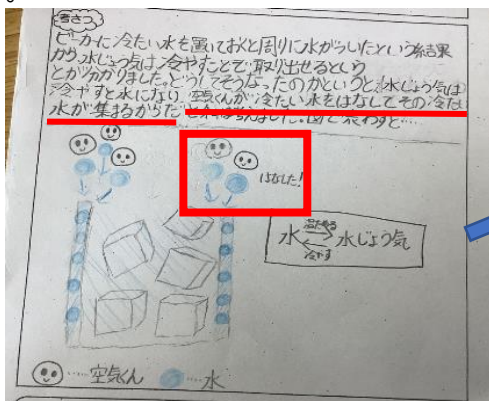 考さつ
ビーカーに冷たい水を置いておくと周りに水がついたという結果
から、水じょう気は冷やすことで取り出せるという
ことが分かりました。どうしてそうなったのかというと、水じょう気は
冷やすと水になり、空気くんが冷たい水をはなしてその冷たい
水が集まるからだと考えました。図で表わすと…
はなした!
水 温ためる 水じょう気
冷やす
……空気くん ……水